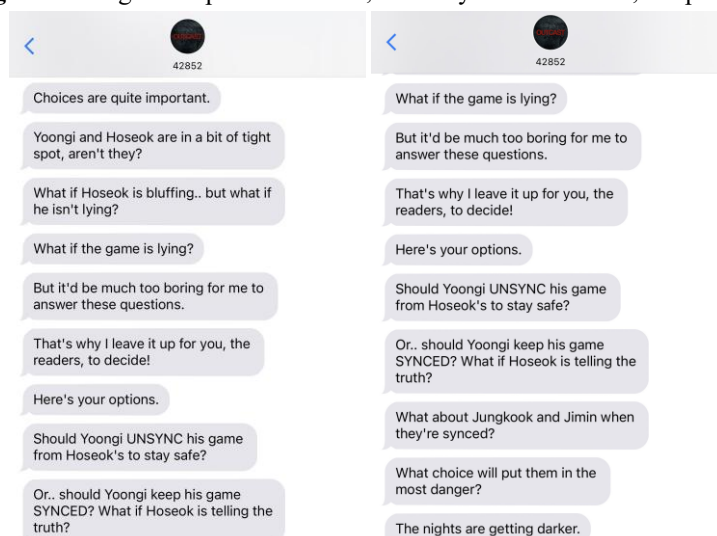 42852
Choices are quite important.
Yoongi and Hoseok are in a bit of tight
spot, aren't they?
What if Hoseok is bluffing.. but what if
he isn't lying?
What if the game is lying?
But it'd be much too boring for me to
answer these questions.
That's why I leave it up for you, the
readers, to decide!
Here's your options.
Should Yoongi UNSYNC his game
from Hoseok's to stay safe?
Or.. should Yoongi keep his game
SYNCED? What if Hoseok is telling the
truth?
42852
What if the game is lying?
But it'd be much too boring for me to
answer these questions.
That's why I leave it up for you, the
readers, to decide!
Here's your options.
Should Yoongi UNSYNC his game
from Hoseok's to stay safe?
Or.. should Yoongi keep his game
SYNCED? What if Hoseok is telling the
truth?
What about Jungkook and Jimin when
they're synced?
What choice will put them in the
most danger?
The nights are getting darker.